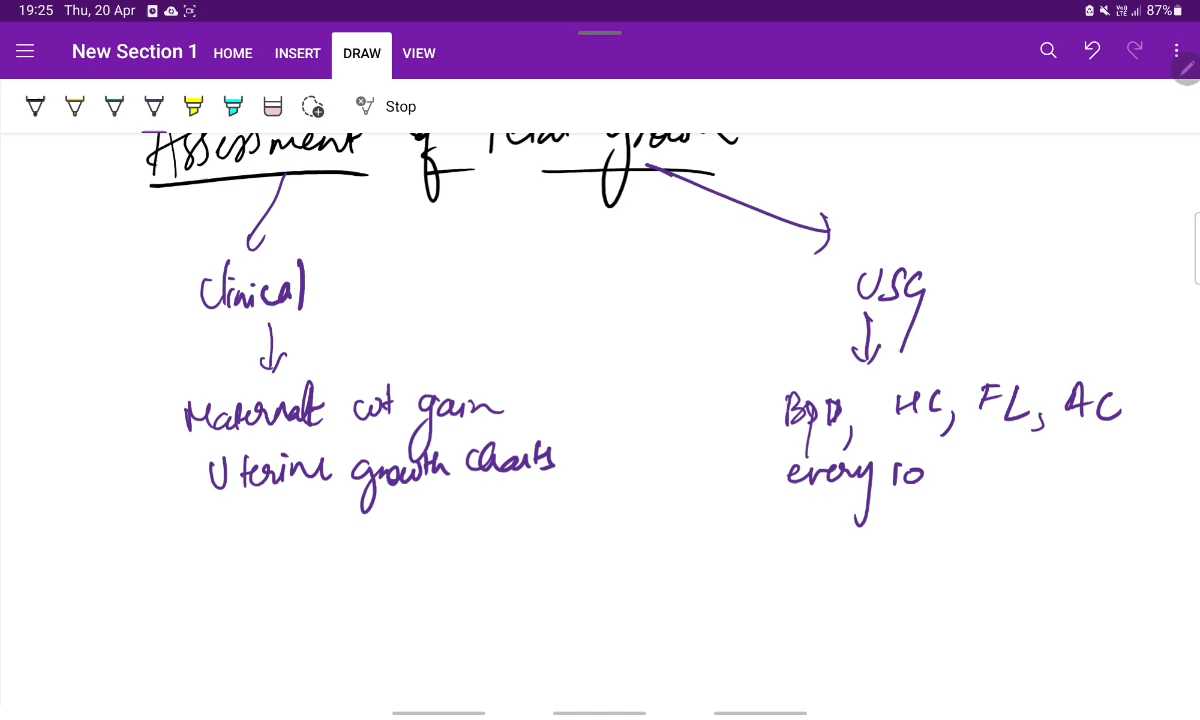 19:25 Thu, 20 Apr 87%
New Section 1 HOME INSERT DRAW VIEW
Stop
Assessment of Fetal growth
Clinical
USG
Maternal wt gain
BPD, HC, FL, AC
Uterine growth charts
every 10